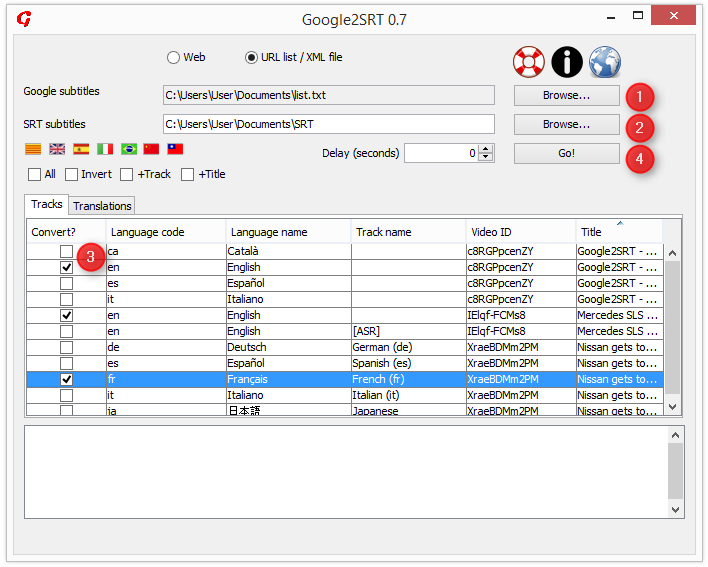 Google2SRT 0.7
Web URL list / XML file
Google subtitles C:\Users\User\Documents\list.txt Browse... 1
SRT subtitles C:\Users\User\Documents\SRT Browse... 2
Delay (seconds) 0 Go! 4
All Invert +Track +Title
Tracks Translations
Convert? Language code Language name Track name Video ID Title
3
ca Català c8RGPpcenZY Google2SRT - ...
en English c8RGPpcenZY Google2SRT - ...
es Español c8RGPpcenZY Google2SRT - ...
it Italiano c8RGPpcenZY Google2SRT - ...
en English IElqf-FCMs8 Mercedes SLS ...
en English [ASR] IElqf-FCMs8 Mercedes SLS ...
de Deutsch German (de) XraeBDMm2PM Nissan gets to...
es Español Spanish (es) XraeBDMm2PM Nissan gets to...
fr Français French (fr) XraeBDMm2PM Nissan gets to...
it Italiano Italian (it) XraeBDMm2PM Nissan gets to...
ja 日本語 Japanese XraeBDMm2PM Nissan gets to...